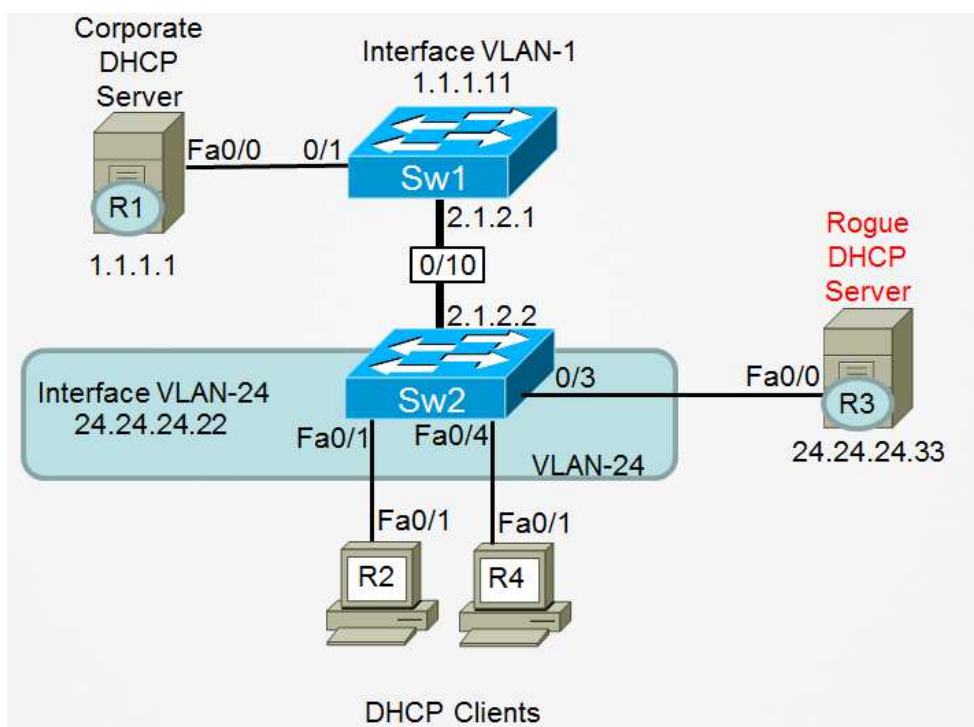 Corporate
DHCP
Server
Interface VLAN-1
1.1.1.11
Fa0/0
0/1
Sw1
R1
1.1.1.1
2.1.2.1
0/10
2.1.2.2
Rogue
DHCP
Server
Interface VLAN-24
24.24.24.22
Sw2
0/3
Fa0/0
R3
24.24.24.33
Fa0/1
Fa0/4
VLAN-24
Fa0/1
Fa0/1
R2
R4
DHCP Clients